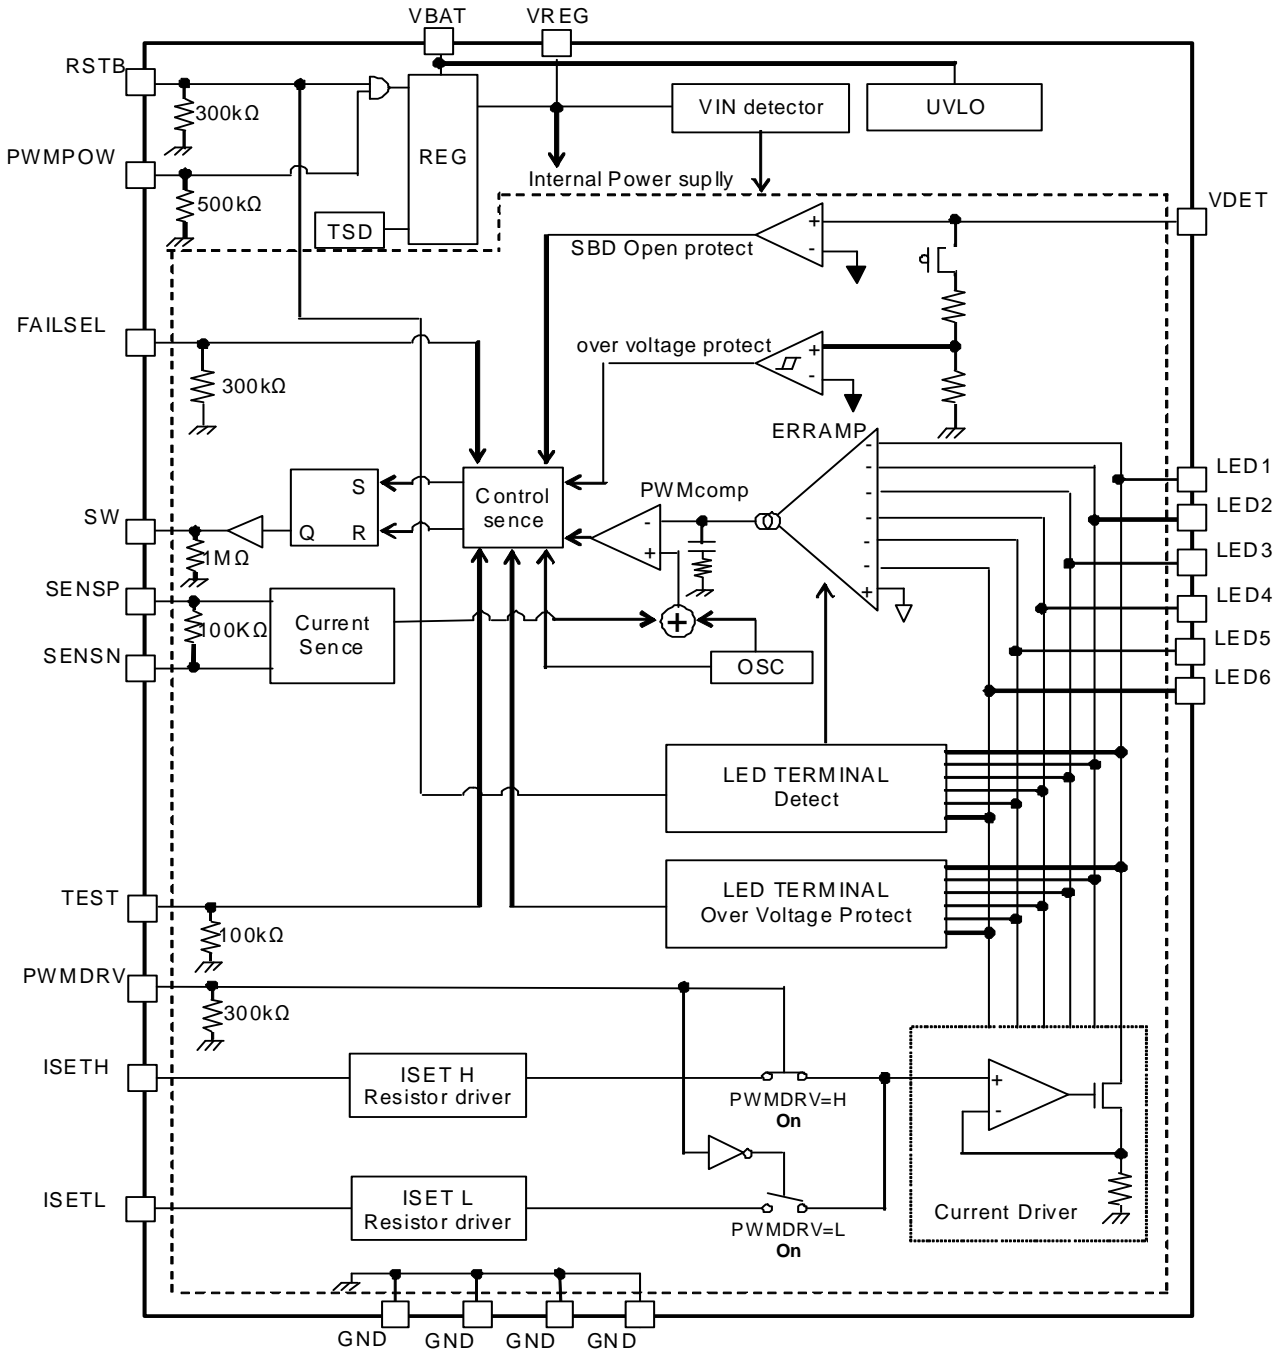 VBAT
VREG
RSTB
300kΩ
VIN detector
UVLO
PWMPOW
REG
Internal Power suplly
500kΩ
TSD
VDET
+
-
SBD Open protect
FAILSEL
over voltage protect
+
-
300kΩ
ERRAMP
-
-
-
-
-
-
+
LED1
LED2
LED3
LED4
LED5
LED6
PWMcomp
-
+
S
Q
R
Control
sence
SW
1MΩ
SENSP
100KΩ
Current
Sence
+
SENSN
OSC
LED TERMINAL
Detect
TEST
100kΩ
LED TERMINAL
Over Voltage Protect
PWMDRV
300kΩ
ISETH
ISET H
Resistor driver
PWMDRV=H
On
+
-
ISETL
ISET L
Resistor driver
PWMDRV=L
On
Current Driver
GND
GND
GND
GND